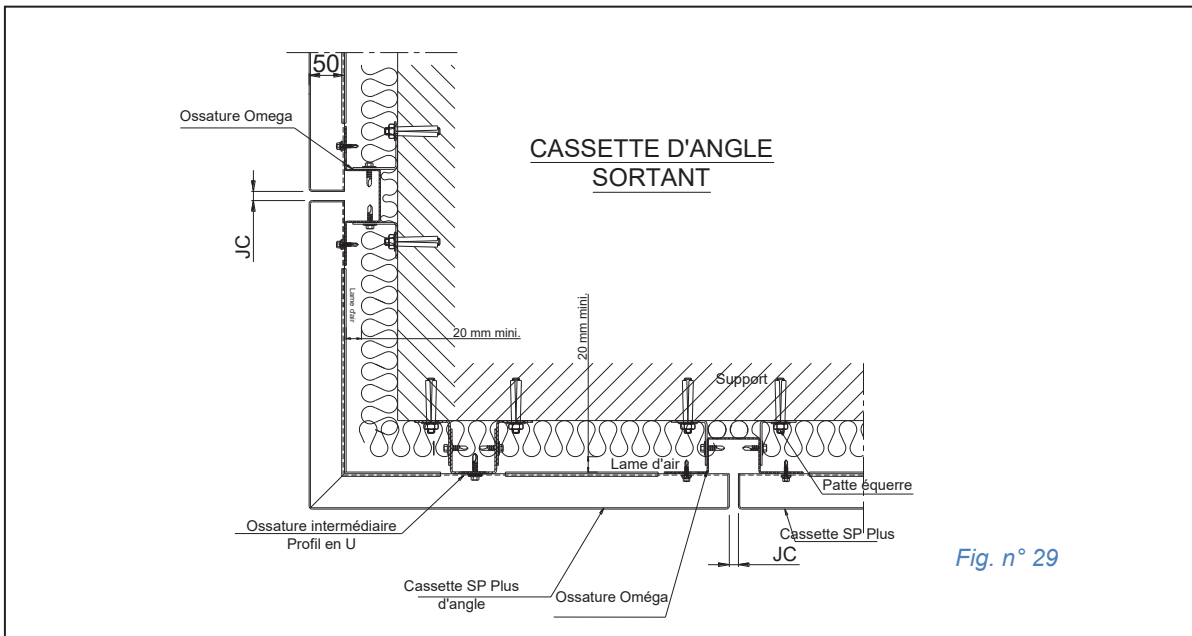 50
Ossature Omega
CASSETTE D'ANGLE
SORTANT
JC
Lame d'air
20 mm mini.
20 mm mini.
Support
Lame d'air
Patte équerre
Ossature intermédiaire
Profil en U
Cassette SP Plus
JC
Fig. n° 29
Cassette SP Plus
d'angle
Ossature Oméga